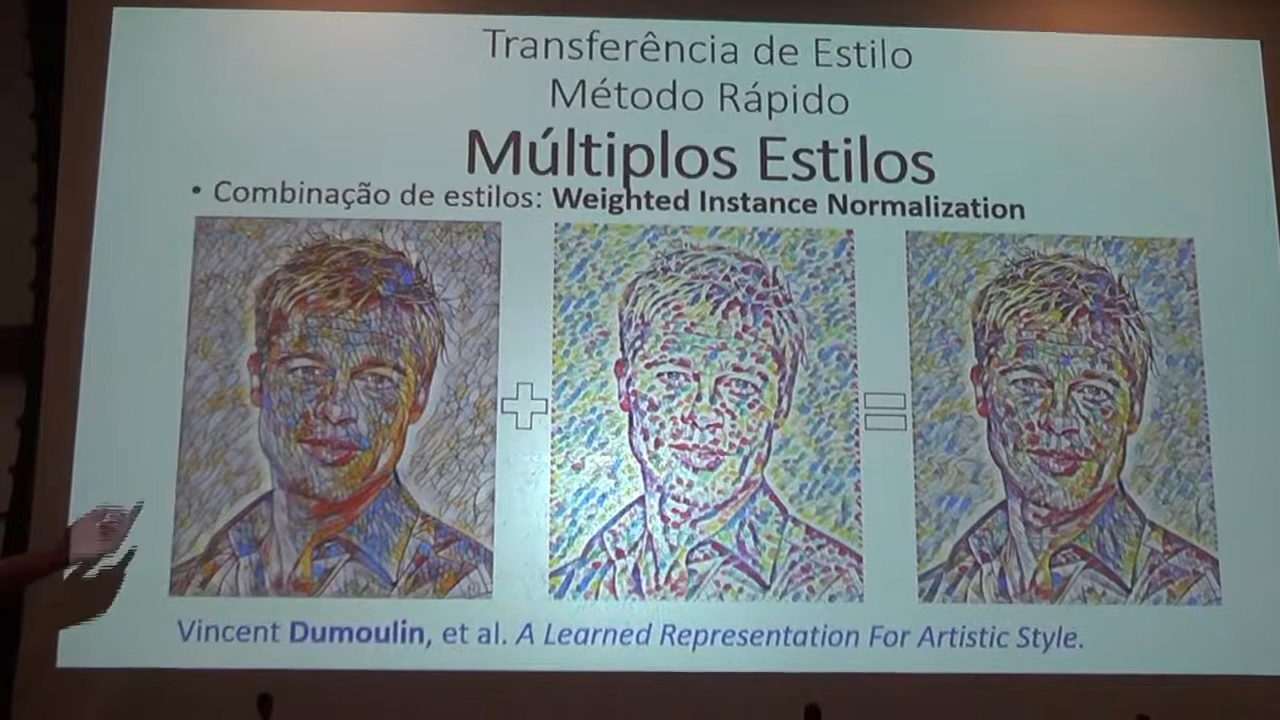 Transferência de Estilo
Método Rápido
Múltiplos Estilos
• Combinação de estilos: Weighted Instance Normalization
Vincent Dumoulin, et al. A Learned Representation For Artistic Style.